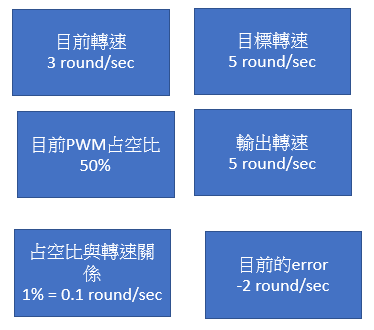 目前轉速
3 round/sec
目標轉速
5 round/sec
目前PWM占空比
50%
輸出轉速
5 round/sec
占空比與轉速關
係
1% = 0.1 round/sec
目前的error
-2 round/sec